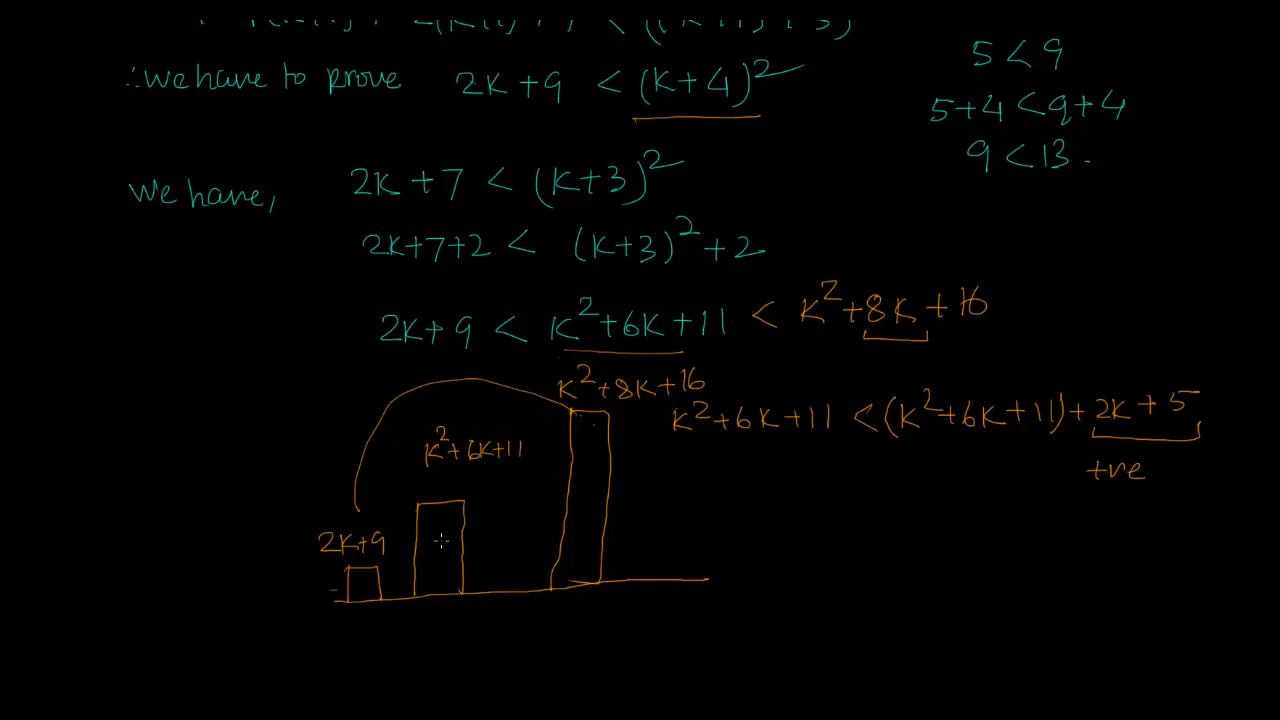 ∴ we have to prove 2k+9 < (k+4)²
5 < 9
5+4 < 9+4
9 < 13.
we have, 2k+7 < (k+3)²
2k+7+2 < (k+3)²+2
2k+9 < k²+6k+11 < k²+8k+16
k²+8k+16
k²+6k+11 < (k²+6k+11)+2k+5
+ve
k²+6k+11
2k+9